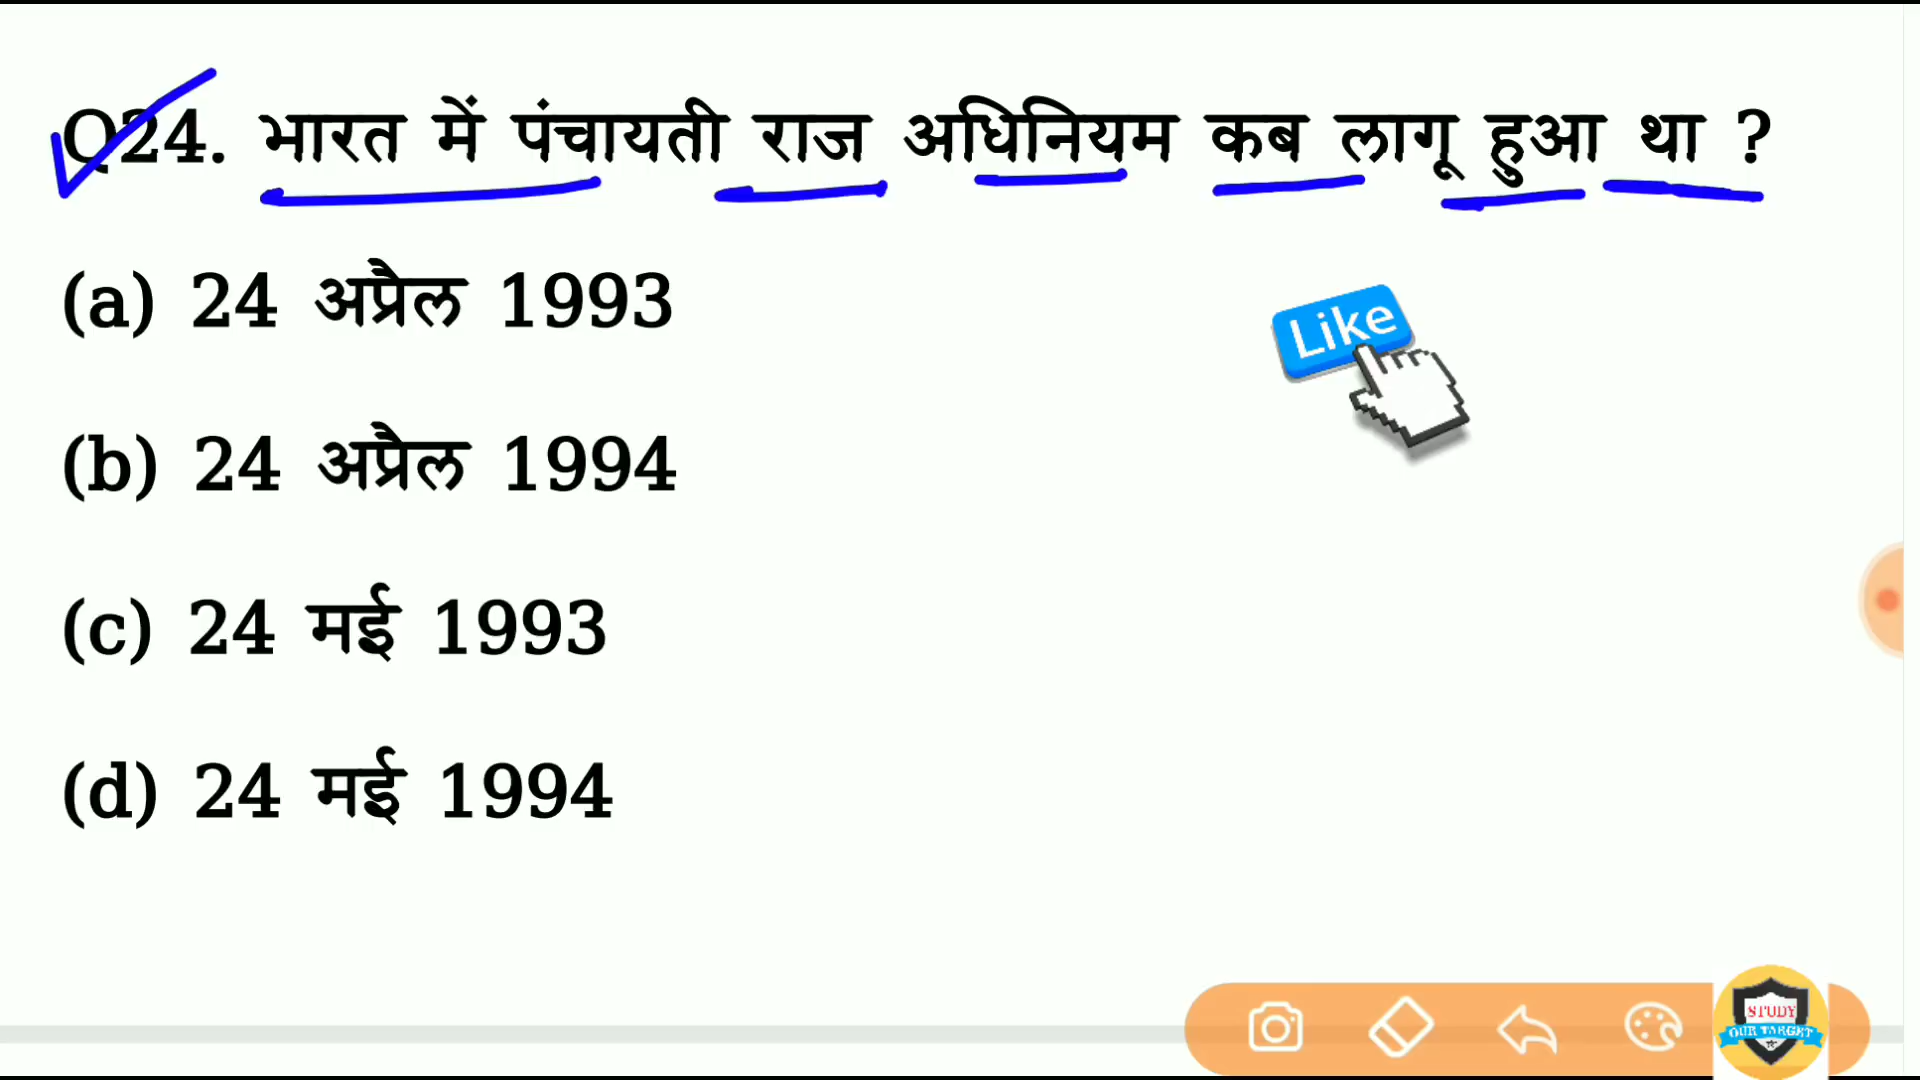 Q24. भारत में पंचायती राज अधिनियम कब लागू हुआ था ?
(a) 24 अप्रैल 1993
Like
(b) 24 अप्रैल 1994
(c) 24 मई 1993
(d) 24 मई 1994
STUDY
OUR TARGET